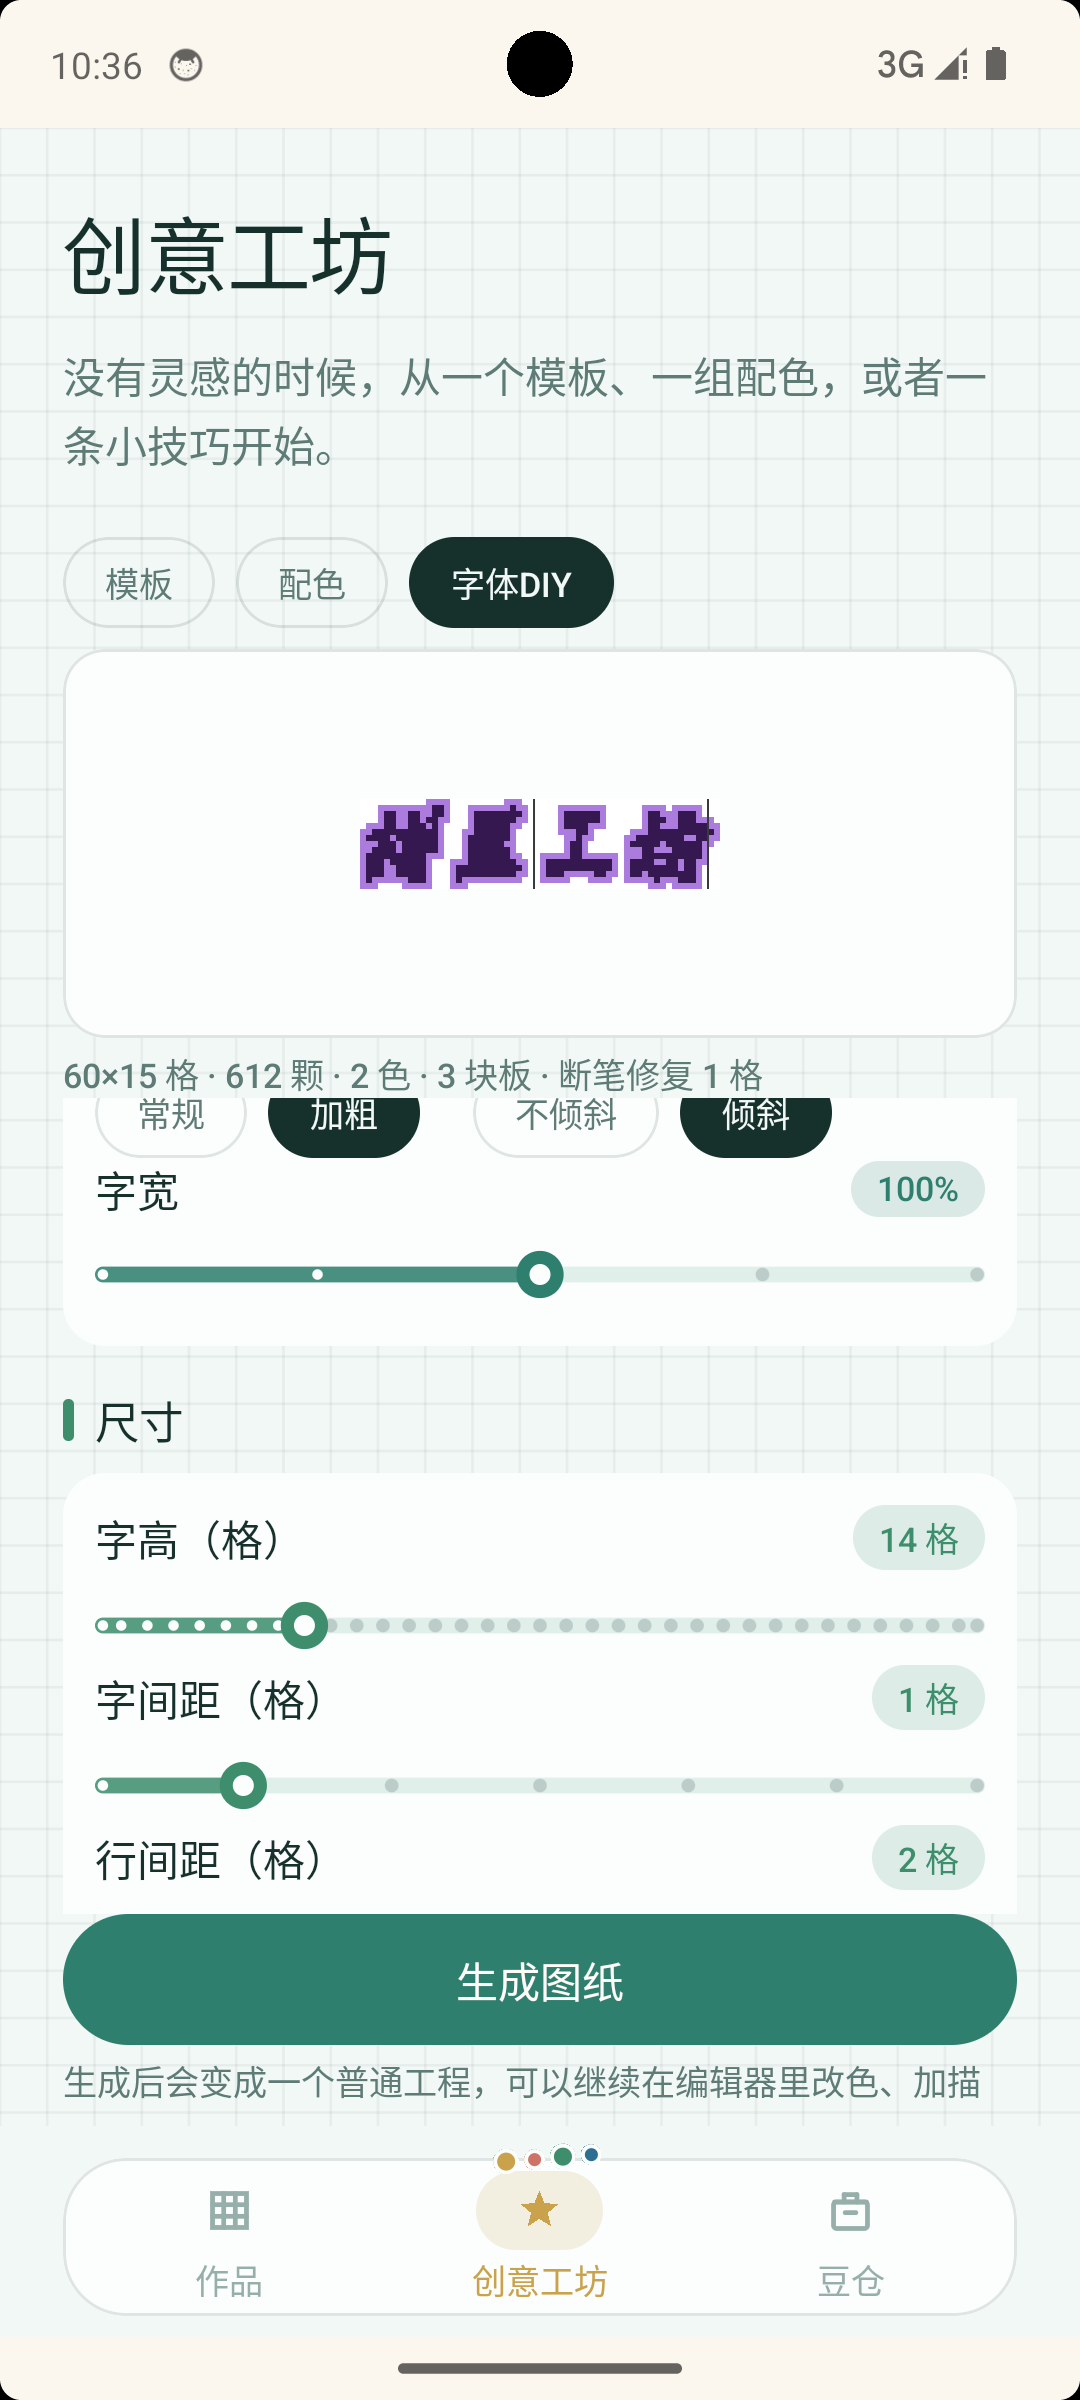 10:36
3G
创意工坊
没有灵感的时候，从一个模板、一组配色，或者一
条小技巧开始。
模板
配色
字体DIY
工坊
60×15 格 · 612 颗 · 2 色 · 3 块板 · 断笔修复 1 格
常规
加粗
不倾斜
倾斜
字宽
100%
尺寸
字高（格）
14 格
字间距（格）
1 格
行间距（格）
2 格
生成图纸
生成后会变成一个普通工程，可以继续在编辑器里改色、加描
作品
创意工坊
豆仓